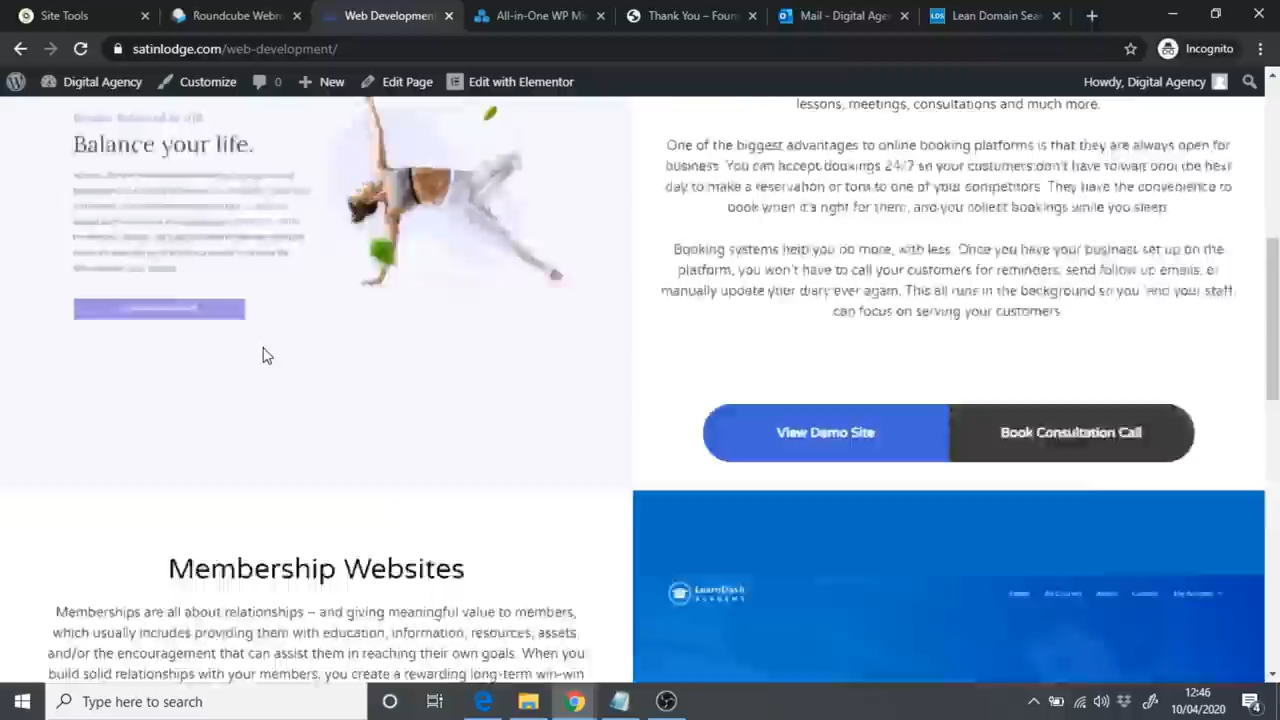 Site Tools
Roundcube Webm
Web Developmen
All-in-One WP Mi
Thank You – Foun
Mail - Digital Age
LDS
Lean Domain Sea
satinlodge.com/web-development/
Incognito
Digital Agency
Customize
0
New
Edit Page
Edit with Elementor
Howdy, Digital Agency
lessons, meetings, consultations and much more.
Balance your life.
One of the biggest advantages to online booking platforms is that they are always open for
business. You can accept bookings 24/7 so your customers don't have to wait until the next
day to make a reservation or turn to one of your competitors. They have the convenience to
book when it's right for them, and you collect bookings while you sleep.
Booking systems help you do more, with less. Once you have your business set up on the
platform, you won't have to call your customers for reminders, send follow up emails, or
manually update your diary ever again. This all runs in the background so you and your staff
can focus on serving your customers
View Demo Site
Book Consultation Call
Membership Websites
Memberships are all about relationships – and giving meaningful value to members,
which usually includes providing them with education, information, resources, assets
and/or the encouragement that can assist them in reaching their own goals. When you
build solid relationships with your members, you create a rewarding long-term win-win
LearnDash
ACADEMY
Home
All Courses
About
Contact
My Account
Type here to search
12:46
10/04/2020
4